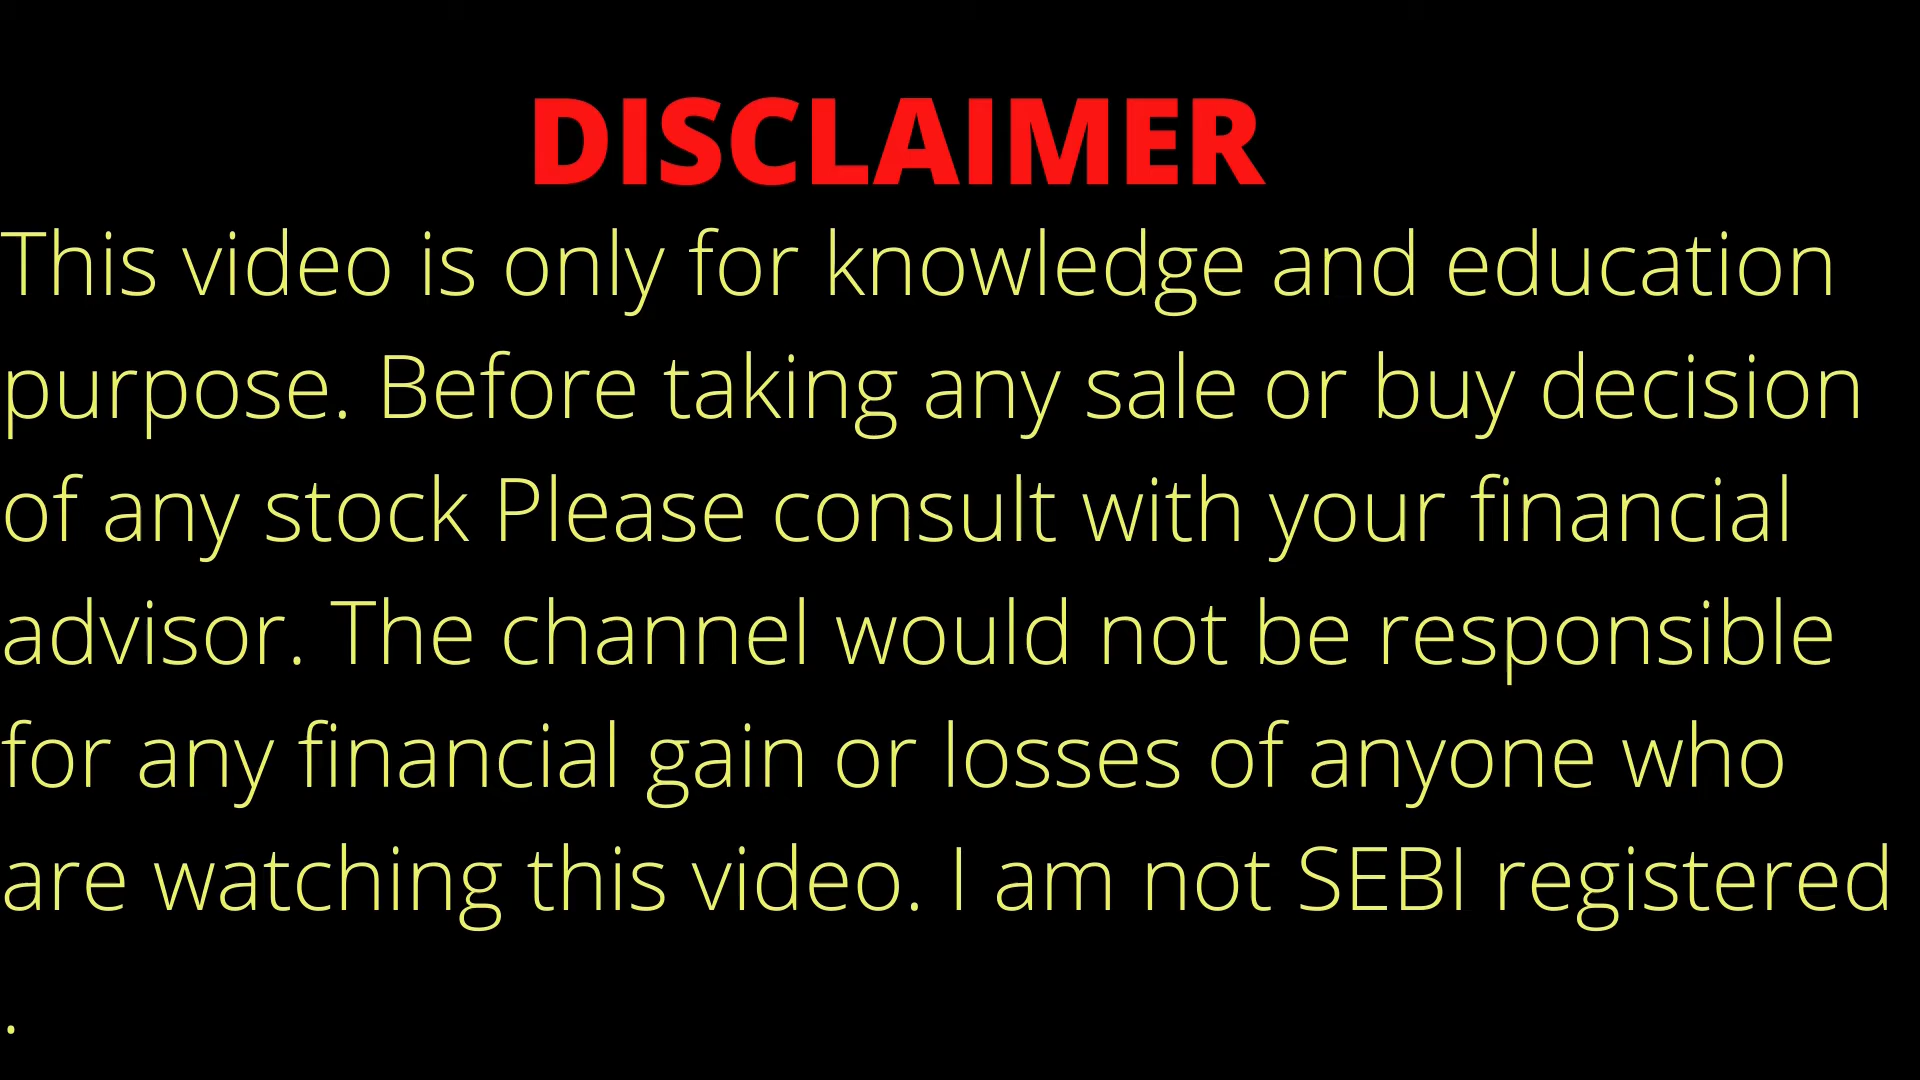 DISCLAIMER
This video is only for knowledge and education
purpose. Before taking any sale or buy decision
of any stock Please consult with your financial
advisor. The channel would not be responsible
for any financial gain or losses of anyone who
are watching this video. I am not SEBI registered
.